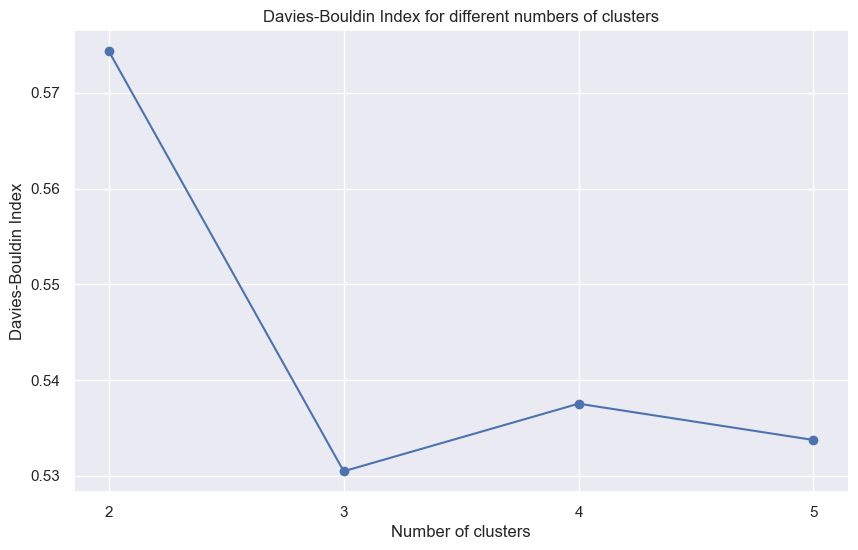 Davies-Bouldin Index for different numbers of clusters
Davies-Bouldin Index
0.57
0.56
0.55
0.54
0.53
2 3 4 5
Number of clusters